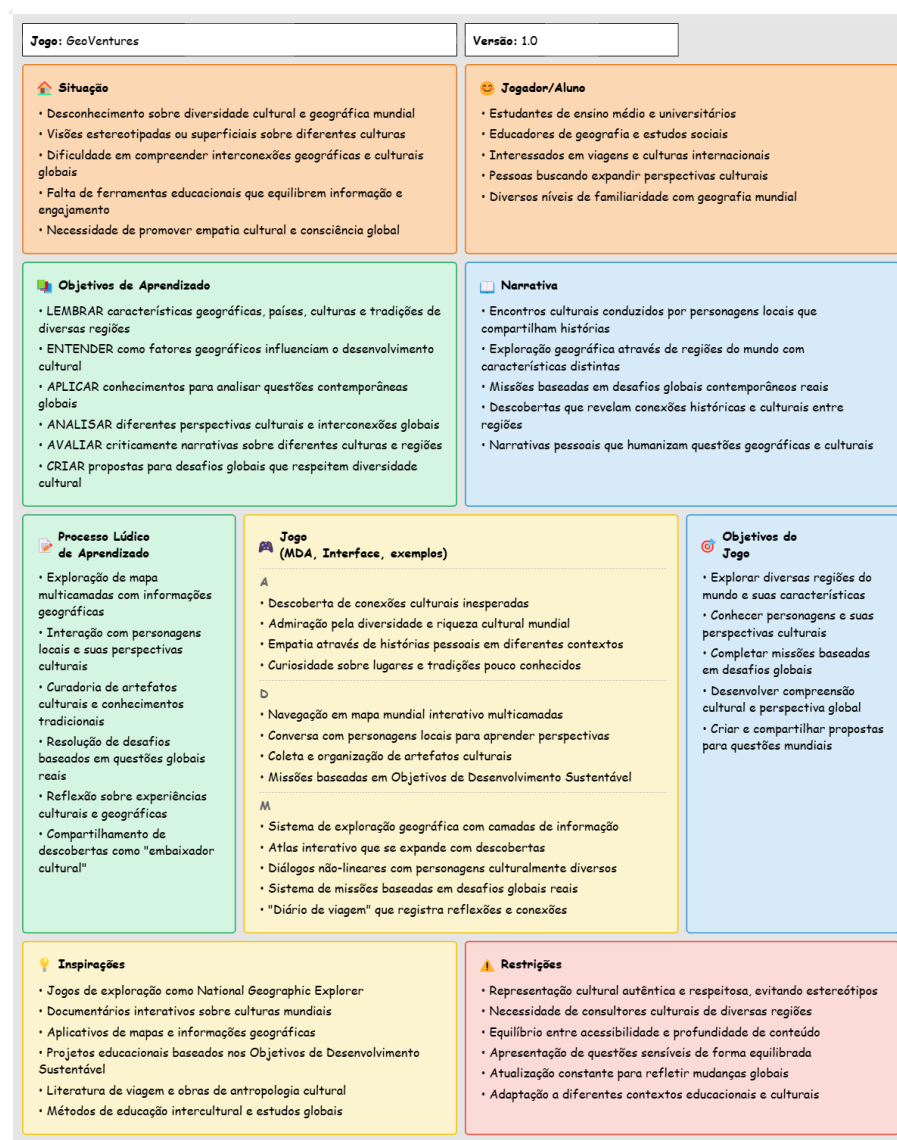 Jogo: GeoVentures
Versão: 1.0
Situação
• Desconhecimento sobre diversidade cultural e geográfica mundial
• Visões estereotipadas ou superficiais sobre diferentes culturas
• Dificuldade em compreender interconexões geográficas e culturais
globais
• Falta de ferramentas educacionais que equilibrem informação e
engajamento
• Necessidade de promover empatia cultural e consciência global
Jogador/Aluno
• Estudantes de ensino médio e universitários
• Educadores de geografia e estudos sociais
• Interessados em viagens e culturas internacionais
• Pessoas buscando expandir perspectivas culturais
• Diversos níveis de familiaridade com geografia mundial
Objetivos de Aprendizado
• LEMBRAR características geográficas, países, culturas e tradições de
diversas regiões
• ENTENDER como fatores geográficos influenciam o desenvolvimento
cultural
• APLICAR conhecimentos para analisar questões contemporâneas
globais
• ANALISAR diferentes perspectivas culturais e interconexões globais
• AVALIAR criticamente narrativas sobre diferentes culturas e regiões
• CRIAR propostas para desafios globais que respeitem diversidade
cultural
Narrativa
• Encontros culturais conduzidos por personagens locais que
compartilham histórias
• Exploração geográfica através de regiões do mundo com
características distintas
• Missões baseadas em desafios globais contemporâneos reais
• Descobertas que revelam conexões históricas e culturais entre
regiões
• Narrativas pessoais que humanizam questões geográficas e culturais
Processo Lúdico
de Aprendizado
• Exploração de mapa
multicamadas com informações
geográficas
• Interação com personagens
locais e suas perspectivas
culturais
• Curadoria de artefatos
culturais e conhecimentos
tradicionais
• Resolução de desafios
baseados em questões globais
reais
• Reflexão sobre experiências
culturais e geográficas
• Compartilhamento de
descobertas como "embaixador
cultural"
Jogo
(MDA, Interface, exemplos)
A
• Descoberta de conexões culturais inesperadas
• Admiração pela diversidade e riqueza cultural mundial
• Empatia através de histórias pessoais em diferentes contextos
• Curiosidade sobre lugares e tradições pouco conhecidos
D
• Navegação em mapa mundial interativo multicamadas
• Conversa com personagens locais para aprender perspectivas
• Coleta e organização de artefatos culturais
• Missões baseadas em Objetivos de Desenvolvimento Sustentável
M
• Sistema de exploração geográfica com camadas de informação
• Atlas interativo que se expande com descobertas
• Diálogos não-lineares com personagens culturalmente diversos
• Sistema de missões baseadas em desafios globais reais
• "Diário de viagem" que registra reflexões e conexões
Objetivos do
Jogo
• Explorar diversas regiões do
mundo e suas características
• Conhecer personagens e suas
perspectivas culturais
• Completar missões baseadas
em desafios globais
• Desenvolver compreensão
cultural e perspectiva global
• Criar e compartilhar propostas
para questões mundiais
Inspirações
• Jogos de exploração como National Geographic Explorer
• Documentários interativos sobre culturas mundiais
• Aplicativos de mapas e informações geográficas
• Projetos educacionais baseados nos Objetivos de Desenvolvimento
Sustentável
• Literatura de viagem e obras de antropologia cultural
• Métodos de educação intercultural e estudos globais
Restrições
• Representação cultural autêntica e respeitosa, evitando estereótipos
• Necessidade de consultores culturais de diversas regiões
• Equilíbrio entre acessibilidade e profundidade de conteúdo
• Apresentação de questões sensíveis de forma equilibrada
• Atualização constante para refletir mudanças globais
• Adaptação a diferentes contextos educacionais e culturais